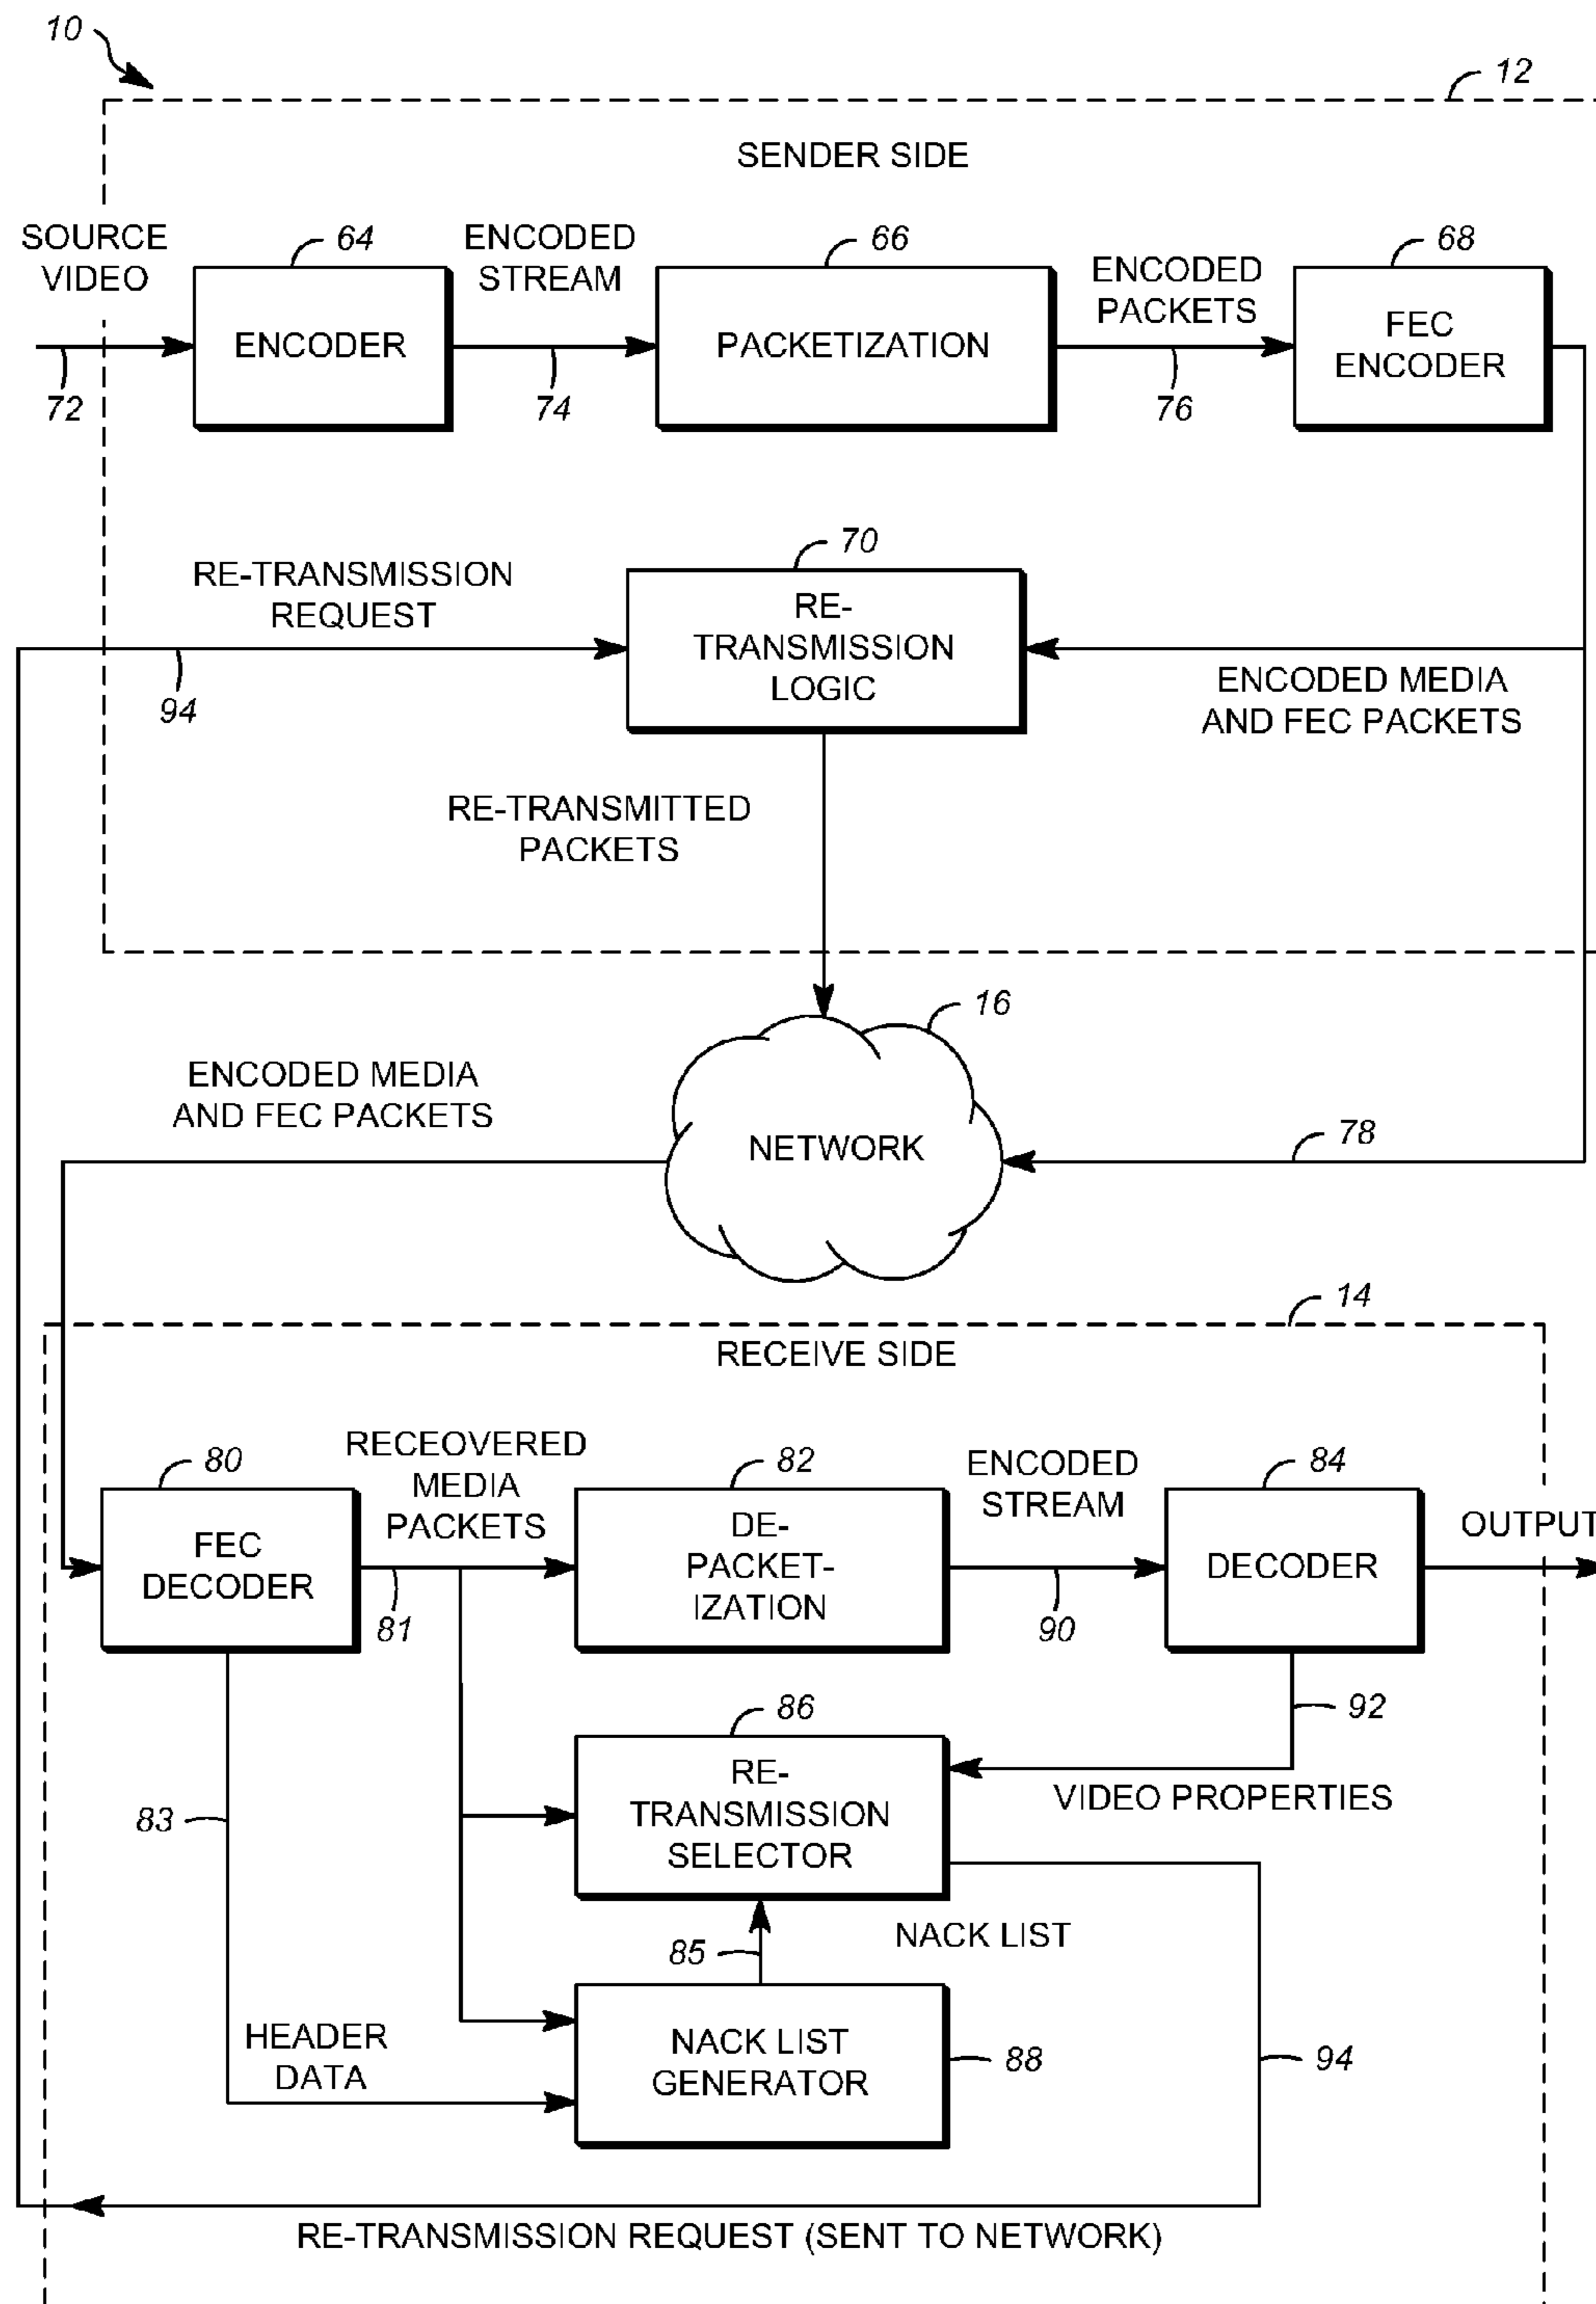 10
12
SENDER SIDE
SOURCE
VIDEO
64
ENCODED
STREAM
66
ENCODED
PACKETS
68
ENCODER
PACKETIZATION
FEC
ENCODER
72
74
76
70
RE-TRANSMISSION
REQUEST
RE-
TRANSMISSION
LOGIC
94
ENCODED MEDIA
AND FEC PACKETS
RE-TRANSMITTED
PACKETS
16
ENCODED MEDIA
AND FEC PACKETS
NETWORK
78
14
RECEIVE SIDE
80
RECEOVERED
MEDIA
PACKETS
82
ENCODED
STREAM
84
OUTPUT
FEC
DECODER
DE-
PACKET-
IZATION
DECODER
81
90
86
92
RE-
TRANSMISSION
SELECTOR
VIDEO PROPERTIES
83
85
NACK LIST
HEADER
DATA
NACK LIST
GENERATOR
88
94
RE-TRANSMISSION REQUEST (SENT TO NETWORK)